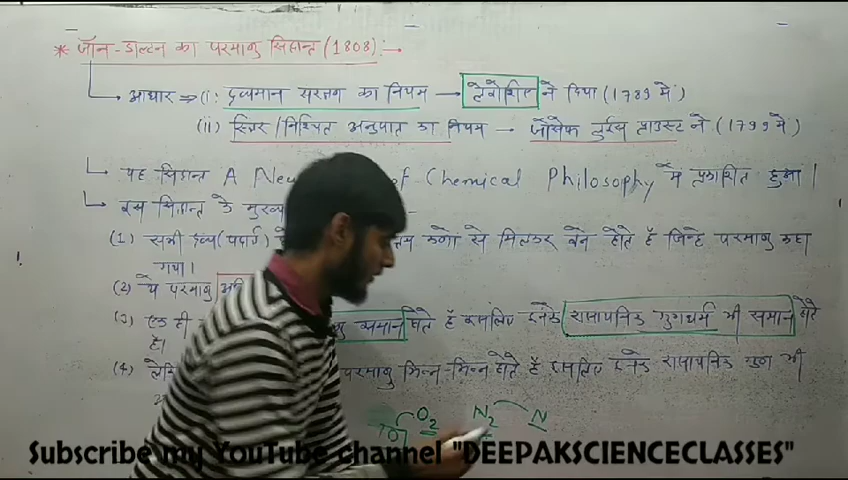 * जॉन-डाल्टन का परमाणु सिद्धान्त (1808) :→
आधार ⇒ (i) द्रव्यमान संरक्षण का नियम → लेवोशिए ने दिया (1789 में)
(ii) स्थिर/निश्चित अनुपात का नियम → जोसेफ लुईस प्राउस्ट ने (1799 में)
यह सिद्धान्त A New of Chemical Philosophy में प्रकाशित हुआ।
इस सिद्धान्त के मुख्य
(1) सभी द्रव्य (पदार्थ) कणों से मिलकर बने होते हैं जिन्हे परमाणु कहा
गया।
(2) ये परमाणु
(3) एक ही समान होते हैं इसलिए इनके रासायनिक गुणधर्म भी समान होते
है।
(4) परमाणु भिन्न-भिन्न होते हैं इसलिए इनके रासायनिक गुण भी
O2 N2 N
Subscribe my YouTube channel "DEEPAKSCIENCECLASSES"